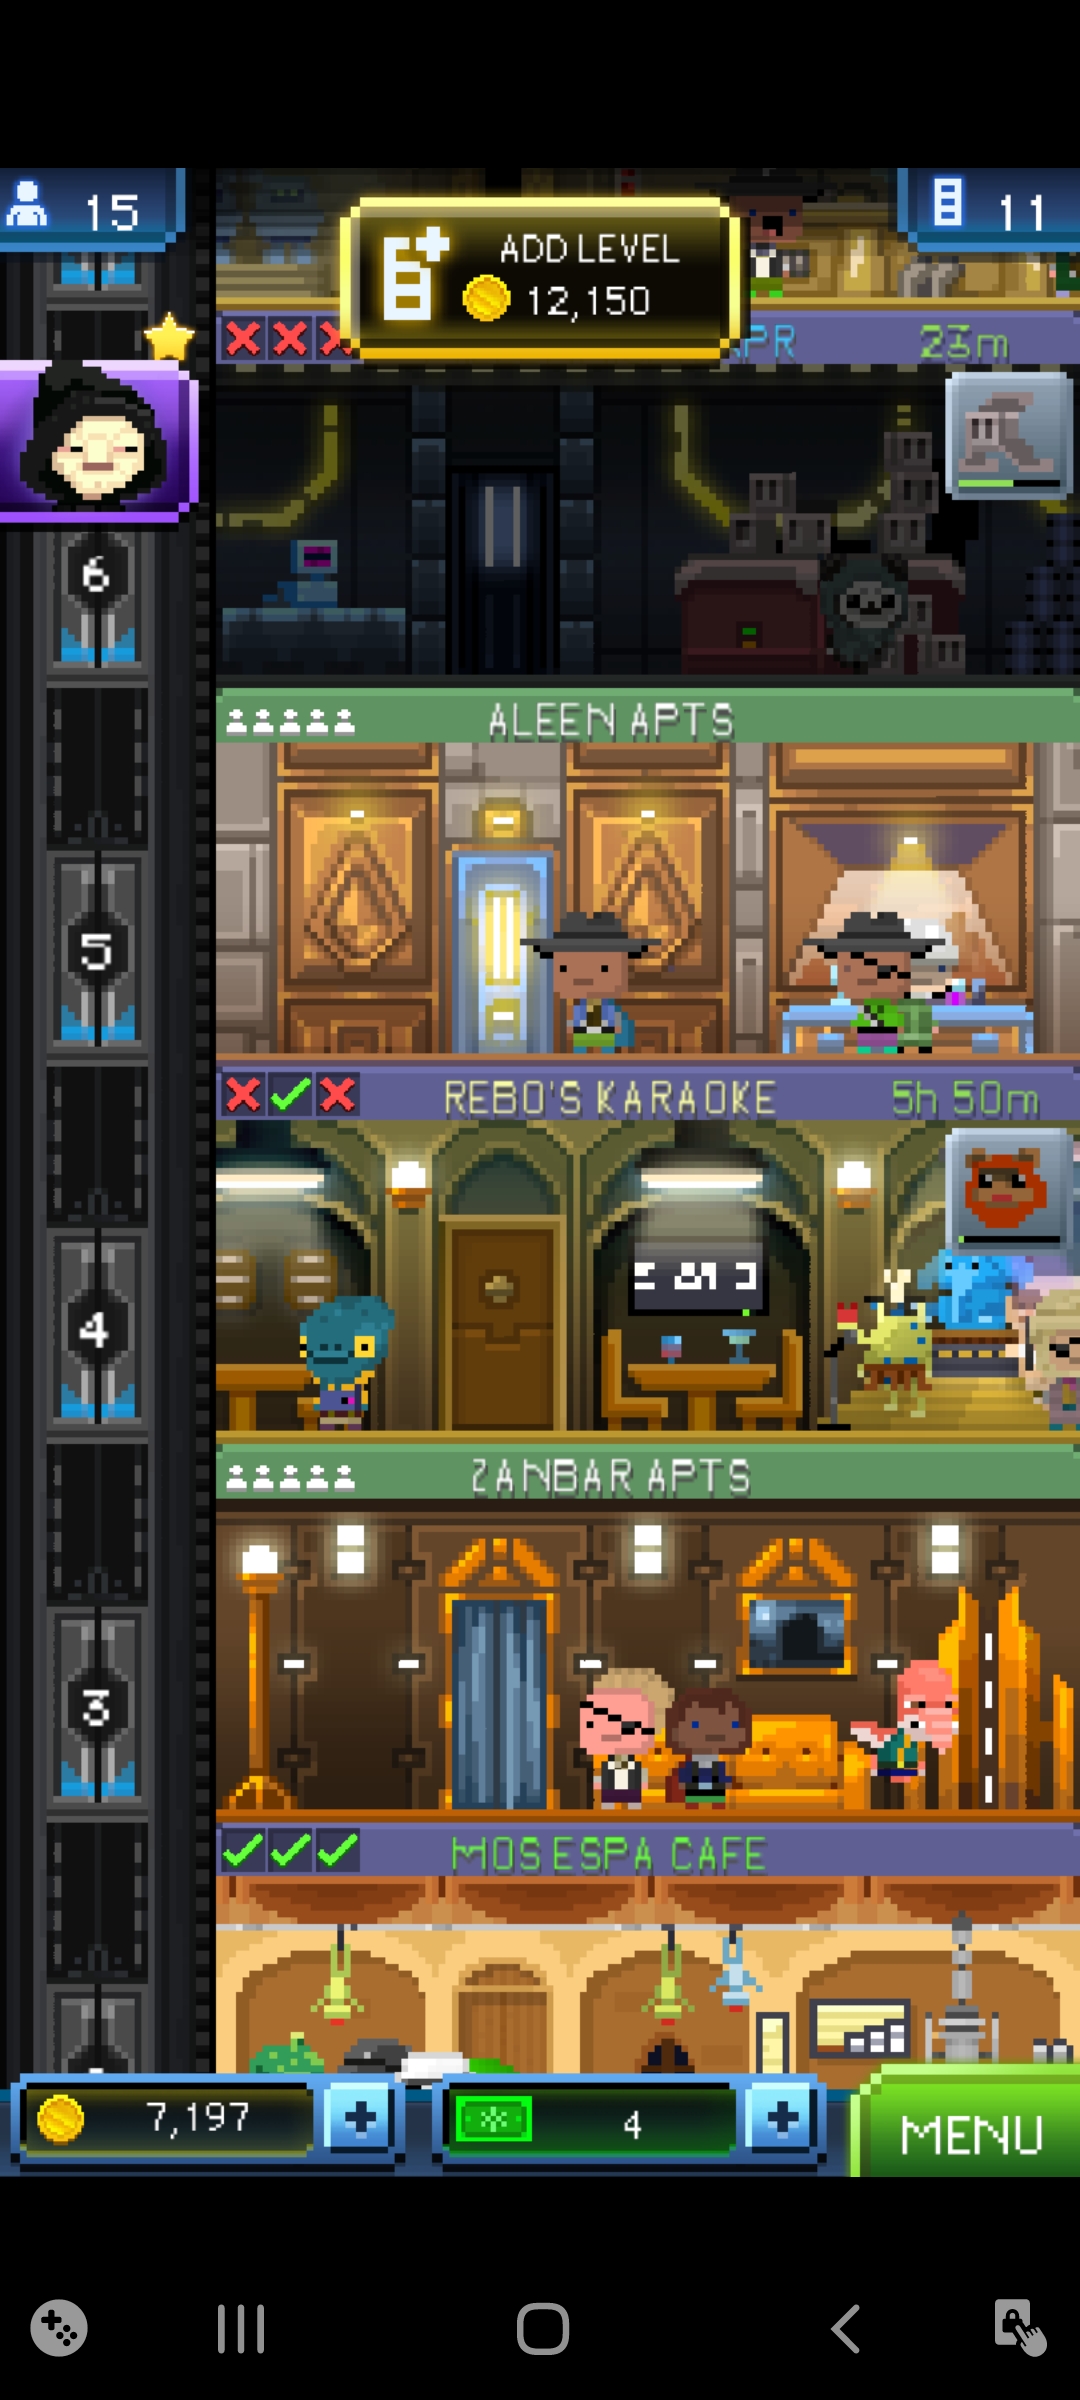 15
ADD LEVEL
12,150
11
23m
6
ALEEN APTS
5
REBO'S KARAOKE
5h 50m
4
ZANBAR APTS
3
MOS ESPA CAFE
7,197
4
MENU